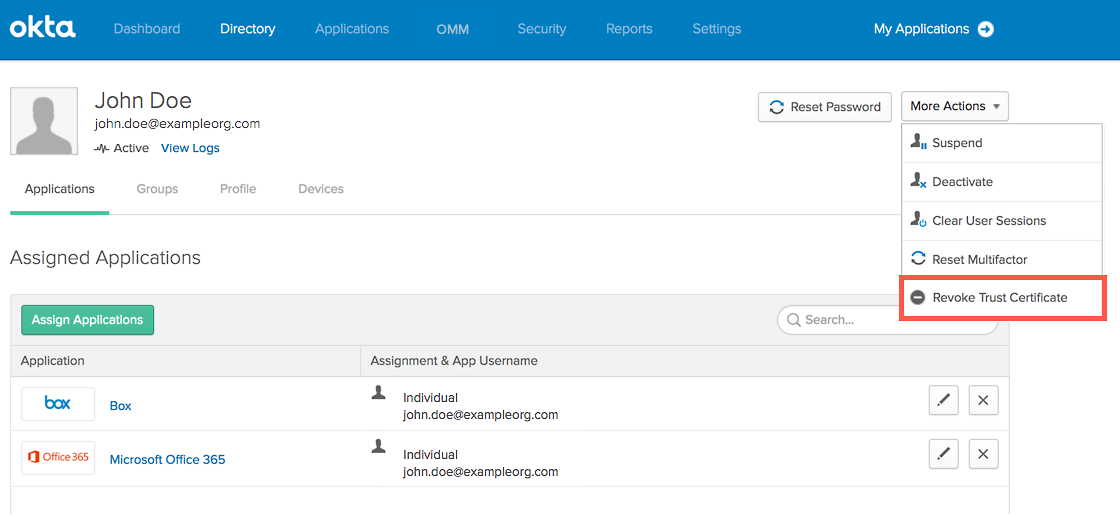 okta Dashboard Directory Applications OMM Security Reports Settings My Applications
John Doe
john.doe@exampleorg.com
Active View Logs
Reset Password More Actions
Suspend
Deactivate
Clear User Sessions
Reset Multifactor
Revoke Trust Certificate
Applications Groups Profile Devices
Assigned Applications
Assign Applications Search...
Application Assignment & App Username
box Box Individual
john.doe@exampleorg.com
Office 365 Microsoft Office 365 Individual
john.doe@exampleorg.com